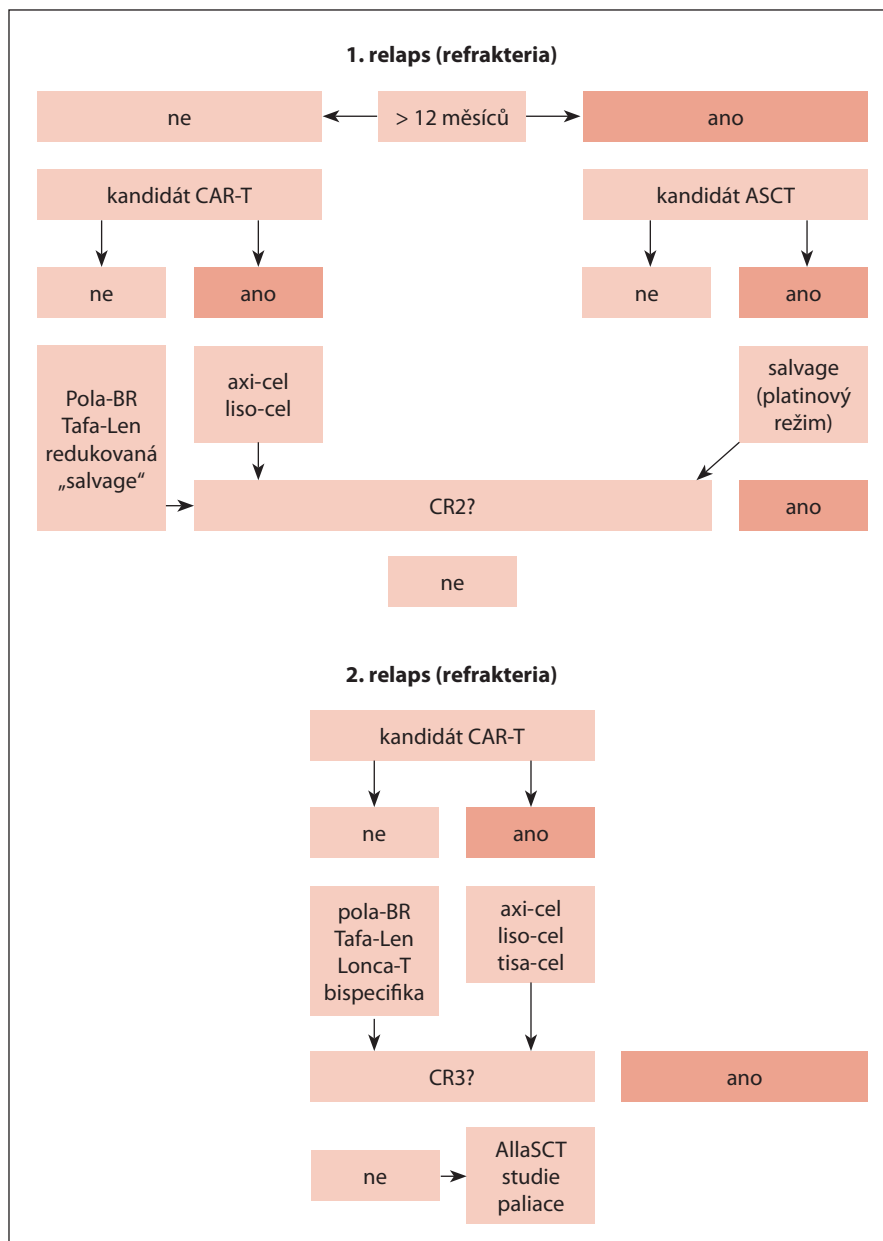 1. relaps (refrakteria)
ne
> 12 měsíců
ano
kandidát CAR-T
kandidát ASCT
ne
ano
ne
ano
Pola-BR
Tafa-Len
redukovaná
„salvage“
axi-cel
liso-cel
salvage
(platinový
režim)
CR2?
ano
ne
2. relaps (refrakteria)
kandidát CAR-T
ne
ano
pola-BR
Tafa-Len
Lonca-T
bispecifika
axi-cel
liso-cel
tisa-cel
CR3?
ano
ne
AllaSCT
studie
paliace